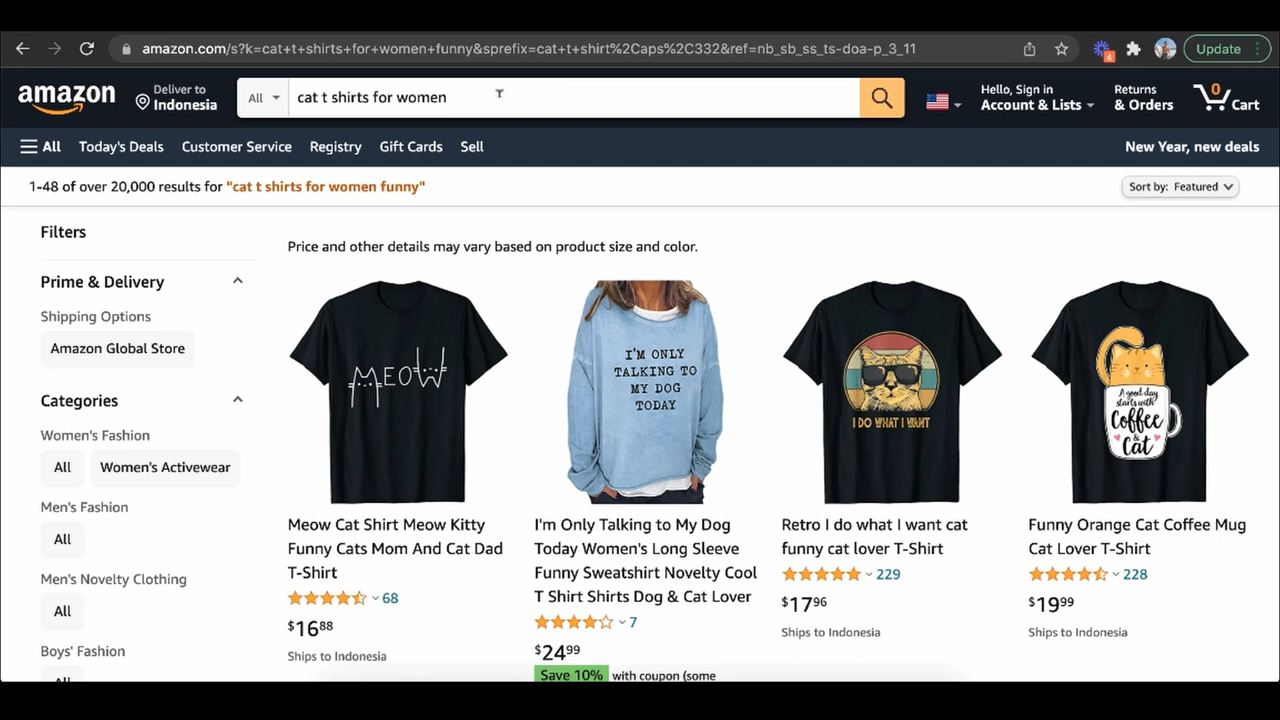 amazon.com/s?k=cat+t+shirts+for+women+funny&sprefix=cat+t+shirt%2Caps%2C332&ref=nb_sb_ss_ts-doa-p_3_11
6
Update
amazon
Deliver to
Indonesia
All
cat t shirts for women
Hello, Sign in
Account & Lists
Returns
& Orders
0
Cart
All
Today's Deals
Customer Service
Registry
Gift Cards
Sell
New Year, new deals
1-48 of over 20,000 results for "cat t shirts for women funny"
Sort by: Featured
Filters
Prime & Delivery
Shipping Options
Amazon Global Store
Categories
Women's Fashion
All
Women's Activewear
Men's Fashion
All
Men's Novelty Clothing
All
Boys' Fashion
All
Price and other details may vary based on product size and color.
MEOW
Meow Cat Shirt Meow Kitty
Funny Cats Mom And Cat Dad
T-Shirt
68
$1688
Ships to Indonesia
I'M ONLY
TALKING TO
MY DOG
TODAY
I'm Only Talking to My Dog
Today Women's Long Sleeve
Funny Sweatshirt Novelty Cool
T Shirt Shirts Dog & Cat Lover
7
$2499
Save 10% with coupon (some
I DO WHAT I WANT
Retro I do what I want cat
funny cat lover T-Shirt
229
$1796
Ships to Indonesia
A good day
starts with
Coffee
&
Cat
Funny Orange Cat Coffee Mug
Cat Lover T-Shirt
228
$1999
Ships to Indonesia